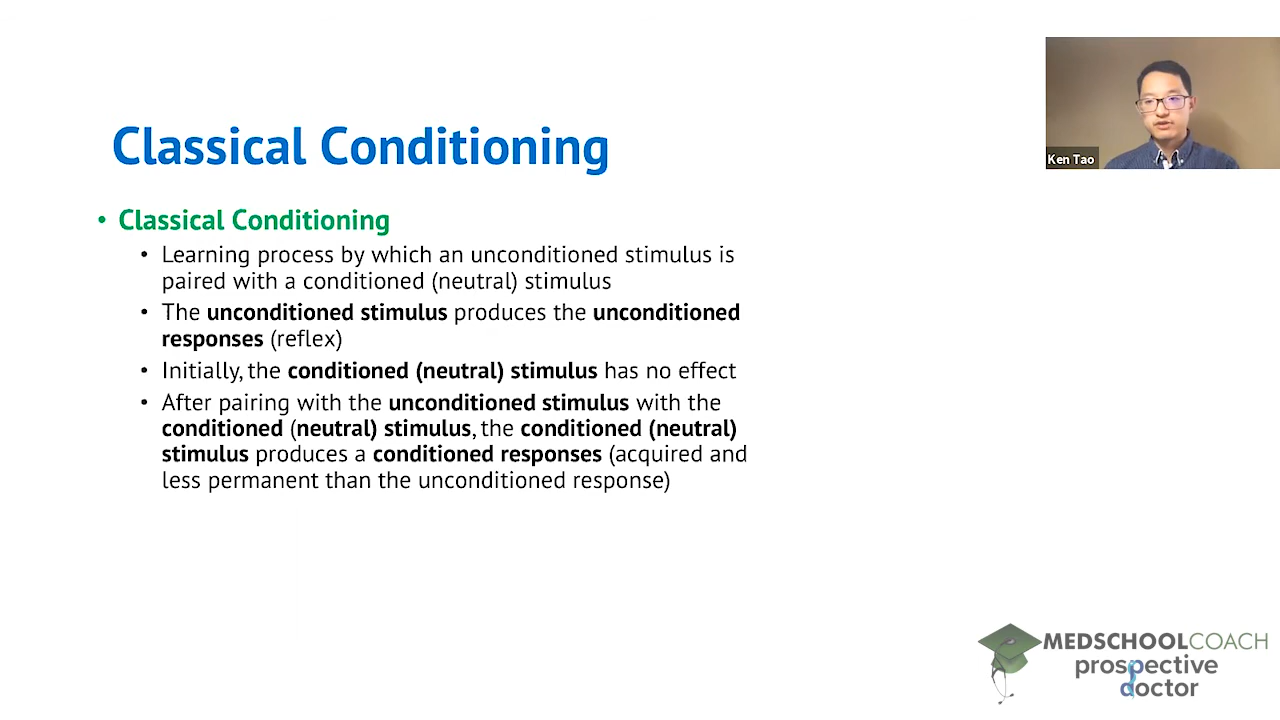 Classical Conditioning
Ken Tao
• Classical Conditioning
• Learning process by which an unconditioned stimulus is
paired with a conditioned (neutral) stimulus
• The unconditioned stimulus produces the unconditioned
responses (reflex)
• Initially, the conditioned (neutral) stimulus has no effect
• After pairing with the unconditioned stimulus with the
conditioned (neutral) stimulus, the conditioned (neutral)
stimulus produces a conditioned responses (acquired and
less permanent than the unconditioned response)
MEDSCHOOLCOACH
prospective
doctor